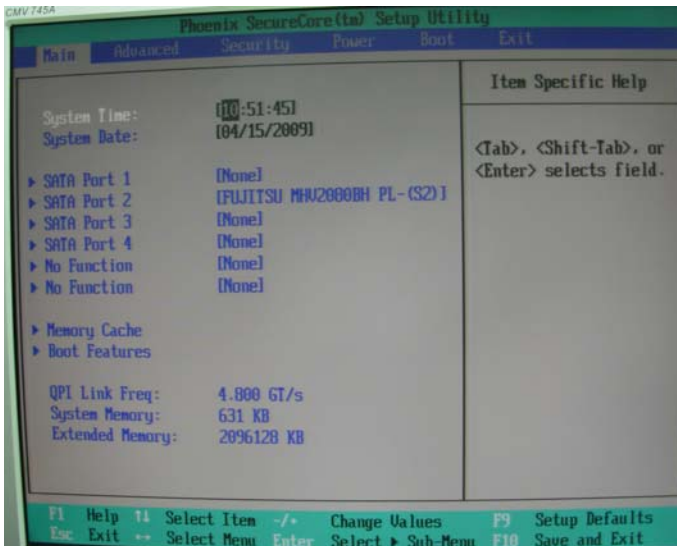 CMV 745A
Phoenix SecureCore(tm) Setup Utility
Main Advanced Security Power Boot Exit
Item Specific Help
System Time: [10:51:45]
System Date: [04/15/2009]
<Tab>, <Shift-Tab>, or
<Enter> selects field.
SATA Port 1 [None]
SATA Port 2 [FUJITSU MHV2080BH PL-(S2)]
SATA Port 3 [None]
SATA Port 4 [None]
No Function [None]
No Function [None]
Memory Cache
Boot Features
QPI Link Freq: 4.800 GT/s
System Memory: 631 KB
Extended Memory: 2096128 KB
F1 Help ↑↓ Select Item -/+ Change Values F9 Setup Defaults
Esc Exit ↔ Select Menu Enter Select ▶ Sub-Menu F10 Save and Exit